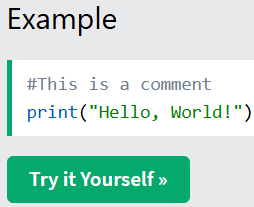 Example
#This is a comment
print("Hello, World!")
Try it Yourself »